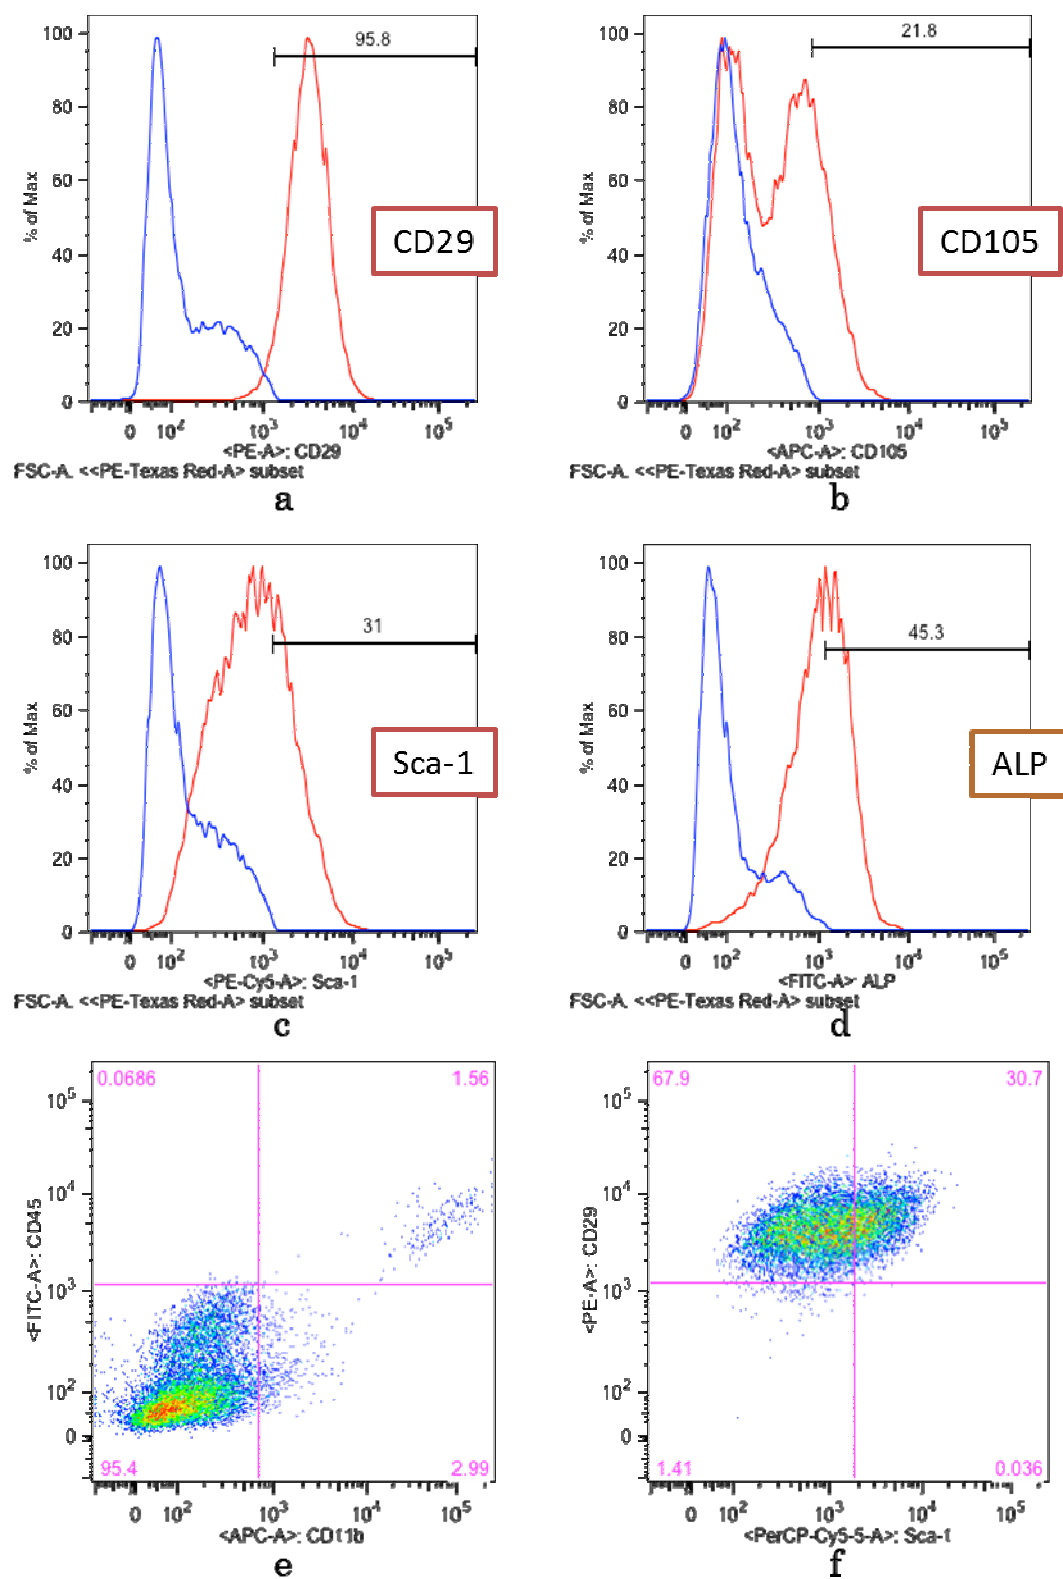 95.8
100
80
60
40
20
0
% of Max
CD29
0 10² 10³ 10⁴ 10⁵
<PE-A>: CD29
FSC-A, <<PE-Texas Red-A> subset
a
21.8
100
80
60
40
20
0
% of Max
CD105
0 10² 10³ 10⁴ 10⁵
<APC-A>: CD105
FSC-A, <<PE-Texas Red-A> subset
b
31
100
80
60
40
20
0
% of Max
Sca-1
0 10² 10³ 10⁴ 10⁵
<PE-Cy5-A>: Sca-1
FSC-A, <<PE-Texas Red-A> subset
c
45.3
100
80
60
40
20
0
% of Max
ALP
0 10² 10³ 10⁴ 10⁵
<FITC-A>: ALP
FSC-A, <<PE-Texas Red-A> subset
d
0.0686 1.56
10⁵
10⁴
10³
10²
0
<FITC-A>: CD45
95.4 2.99
0 10² 10³ 10⁴ 10⁵
<APC-A>: CD11b
e
67.9 30.7
10⁵
10⁴
10³
10²
0
<PE-A>: CD29
1.41 0.036
0 10² 10³ 10⁴ 10⁵
<PerCP-Cy5-5-A>: Sca-1
f